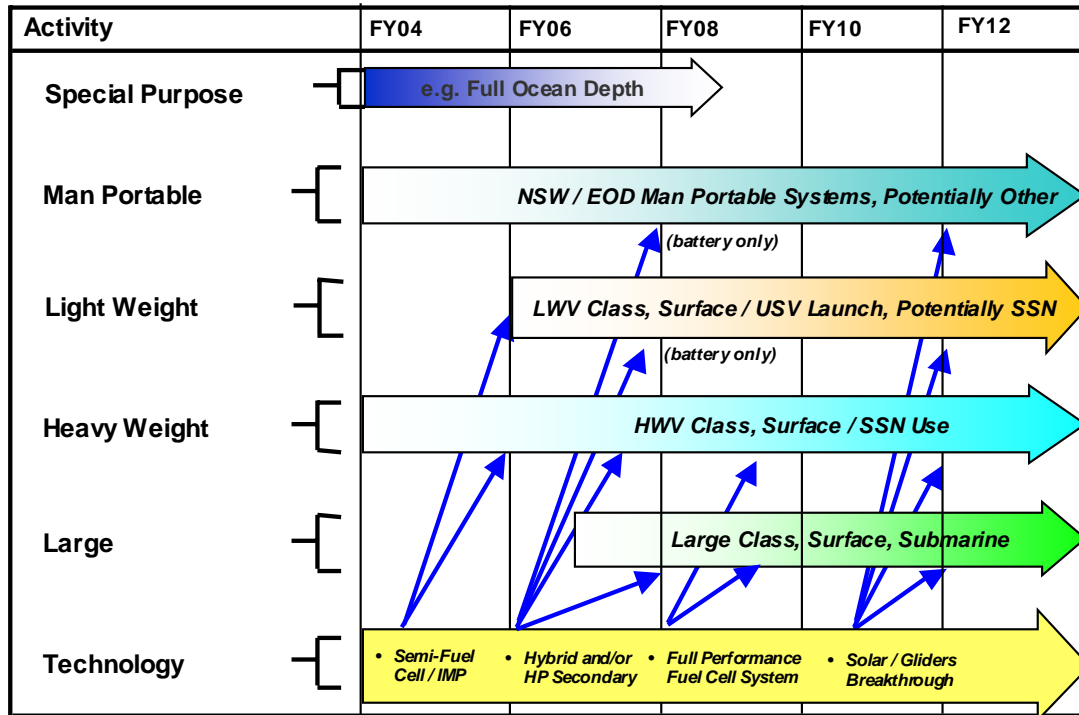 Activity FY04 FY06 FY08 FY10 FY12
Special Purpose
e.g. Full Ocean Depth
Man Portable
NSW / EOD Man Portable Systems, Potentially Other
(battery only)
Light Weight
LWV Class, Surface / USV Launch, Potentially SSN
(battery only)
Heavy Weight
HWV Class, Surface / SSN Use
Large
Large Class, Surface, Submarine
Technology
• Semi-Fuel
Cell / IMP
• Hybrid and/or
HP Secondary
• Full Performance
Fuel Cell System
• Solar / Gliders
Breakthrough